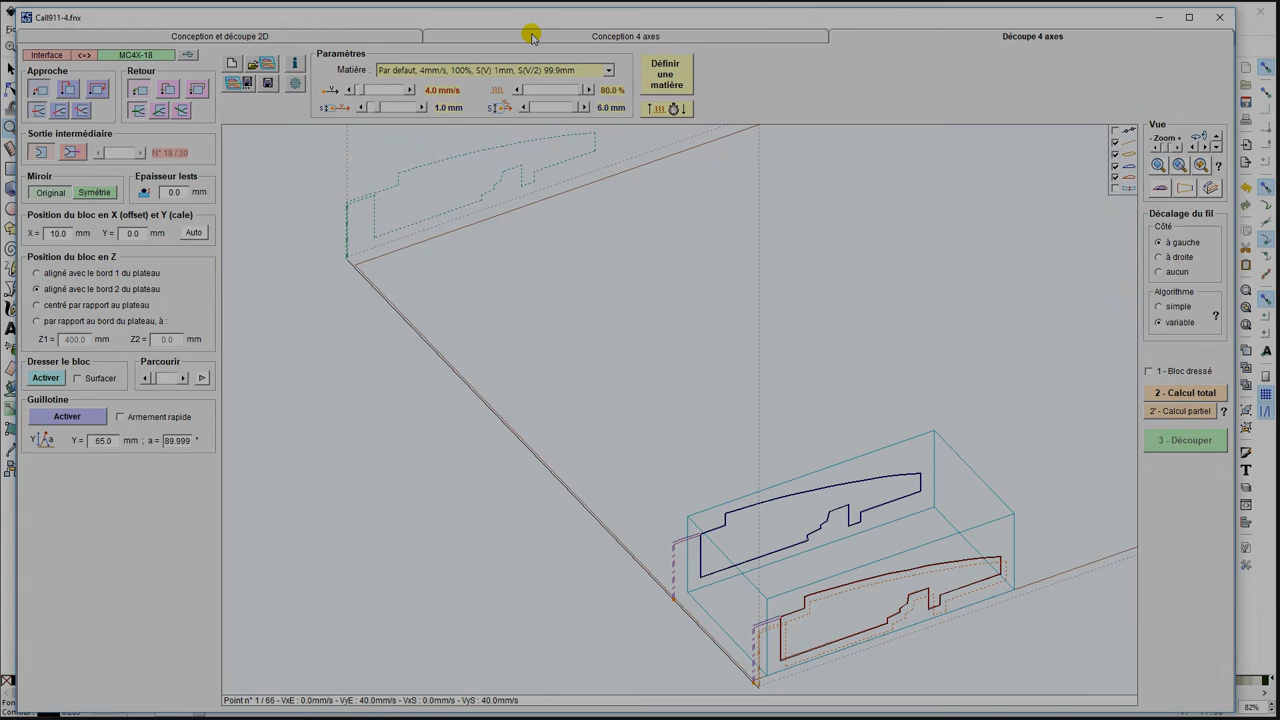 Call911-4.fnx
Fic
Conception et découpe 2D
Conception 4 axes
Découpe 4 axes
Interface
<->
MC4X-18
Approche
Retour
Paramètres
Matière :
Par defaut, 4mm/s, 100%, S(V) 1mm, S(V/2) 99.9mm
4.0 mm/s
80.0 %
1.0 mm
6.0 mm
Définir
une
matière
Sortie intermédiaire
N° 18 / 30
Miroir
Epaisseur lests
Original
Symétrie
0.0 mm
Position du bloc en X (offset) et Y (cale)
X = 10.0 mm Y = 0.0 mm Auto
Position du bloc en Z
aligné avec le bord 1 du plateau
aligné avec le bord 2 du plateau
centré par rapport au plateau
par rapport au bord du plateau, à :
Z1 = 400.0 mm Z2 = 0.0 mm
Dresser le bloc
Parcourir
Activer
Surfacer
Guillotine
Activer
Armement rapide
Y = 65.0 mm ; a = 89.999 °
Vue
- Zoom +
Décalage du fil
Côté
à gauche
à droite
aucun
Algorithme
simple
variable
?
1 - Bloc dressé
2 - Calcul total
2' - Calcul partiel
?
3 - Découper
Point n° 1 / 66 - VxE : 0.0mm/s - VyE : 40.0mm/s - VxS : 0.0mm/s - VyS : 40.0mm/s
82%